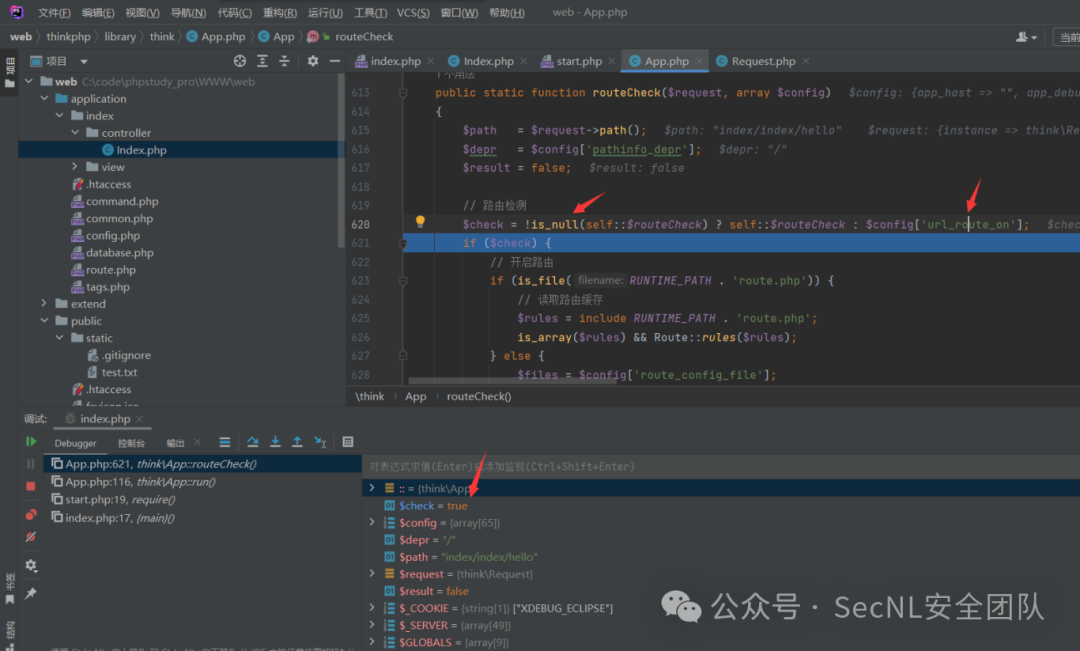 文件(F) 编辑(E) 视图(V) 导航(N) 代码(C) 重构(R) 运行(U) 工具(T) VCS(S) 窗口(W) 帮助(H) web - App.php
web thinkphp library think App.php App routeCheck 当前
项目 index.php Index.php start.php App.php Request.php
web C:\code\phpstudy_pro\WWW\web
application
index
controller
Index.php
view
.htaccess
command.php
common.php
config.php
database.php
route.php
tags.php
extend
public
static
.gitignore
test.txt
.htaccess
613 public static function routeCheck($request, array $config) $config: {app_host => "", app_debu
614 {
615 $path = $request->path(); $path: "index/index/hello" $request: {instance => think\Re
616 $depr = $config['pathinfo_depr']; $depr: "/"
617 $result = false; $result: false
618
619 // 路由检测
620 $check = !is_null(self::$routeCheck) ? self::$routeCheck : $config['url_route_on']; $chec
621 if ($check) {
622 // 开启路由
623 if (is_file( filename: RUNTIME_PATH . 'route.php')) {
624 // 读取路由缓存
625 $rules = include RUNTIME_PATH . 'route.php';
626 is_array($rules) && Route::rules($rules);
627 } else {
628 $files = $config['route_config_file'];
\think App routeCheck()
调试: index.php
Debugger 控制台 输出
App.php:621, think\App::routeCheck()
App.php:116, think\App::run()
start.php:19, require()
index.php:17, {main}()
对表达式求值(Enter)或添加监视(Ctrl+Shift+Enter)
:: = {think\App
$check = true
$config = {array[65]}
$depr = "/"
$path = "index/index/hello"
$request = {think\Request}
$result = false
$_COOKIE = {string[1]} ["XDEBUG_ECLIPSE"]
$_SERVER = {array[49]}
$GLOBALS = {array[9]}
书签
结构
公众号 · SecNL安全团队